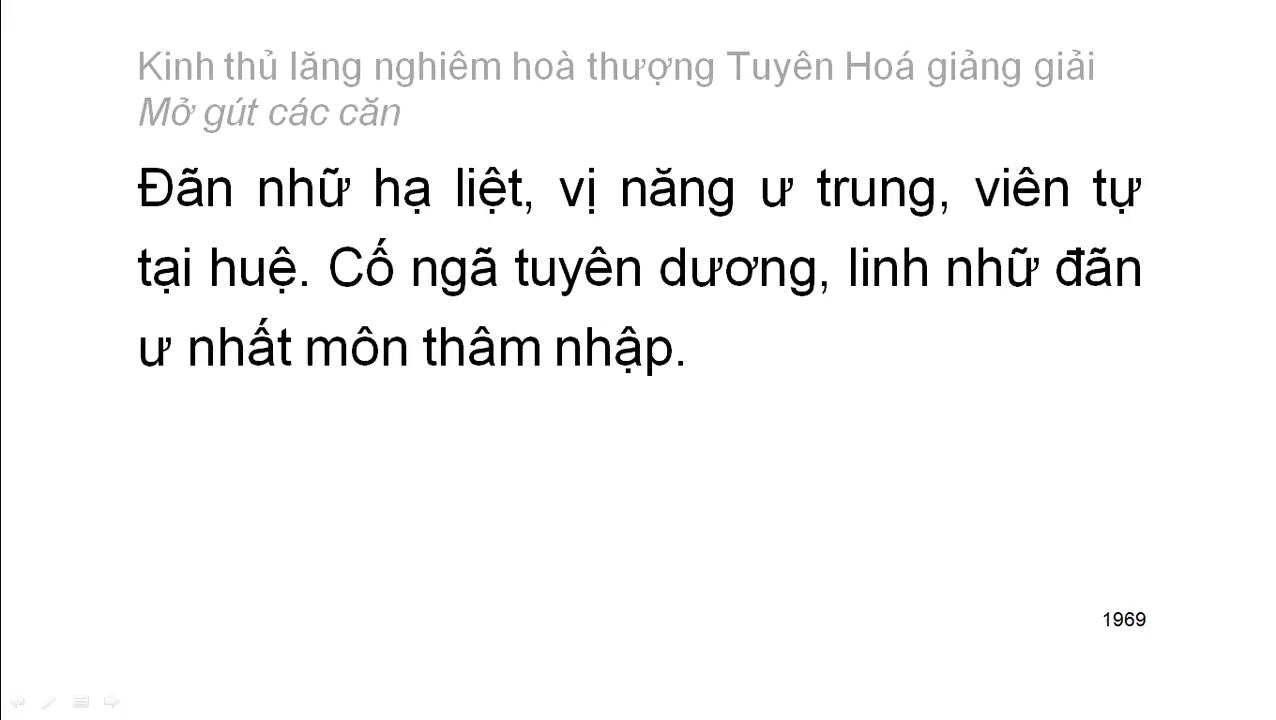 Kinh thủ lăng nghiêm hoà thượng Tuyên Hoá giảng giải
Mở gút các căn
Đãn nhữ hạ liệt, vị năng ư trung, viên tự
tại huệ. Cố ngã tuyên dương, linh nhữ đãn
ư nhất môn thâm nhập.
1969